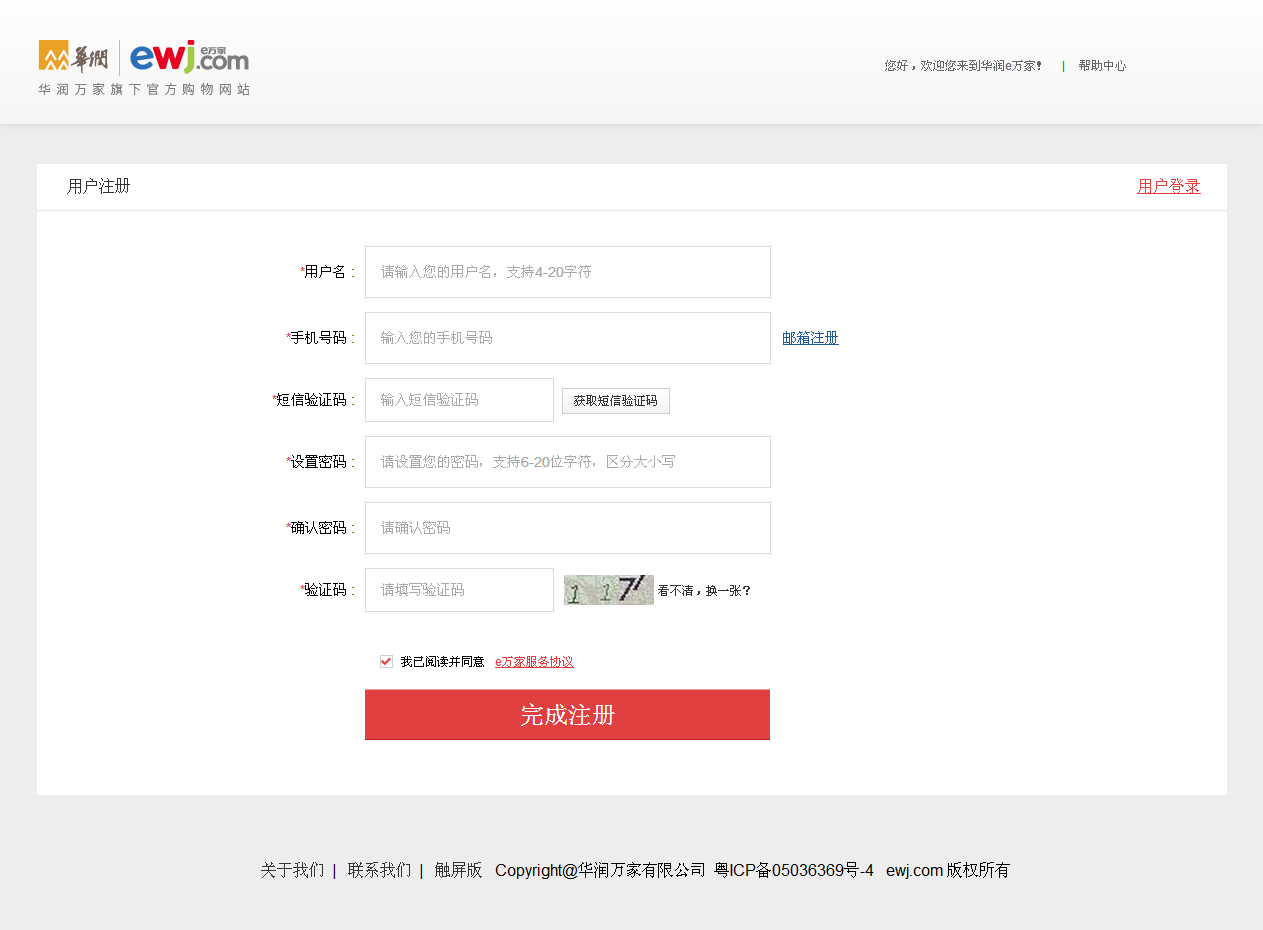 華潤 ewj.com e万家
华润万家旗下官方购物网站
您好，欢迎您来到华润e万家! | 帮助中心
用户注册 用户登录
*用户名： 请输入您的用户名，支持4-20字符
*手机号码： 输入您的手机号码 邮箱注册
*短信验证码： 输入短信验证码 获取短信验证码
*设置密码： 请设置您的密码，支持6-20位字符，区分大小写
*确认密码： 请确认密码
*验证码： 请填写验证码 1 1 7 看不清，换一张？
我已阅读并同意 e万家服务协议
完成注册
关于我们 | 联系我们 | 触屏版 Copyright@华润万家有限公司 粤ICP备05036369号-4 ewj.com 版权所有